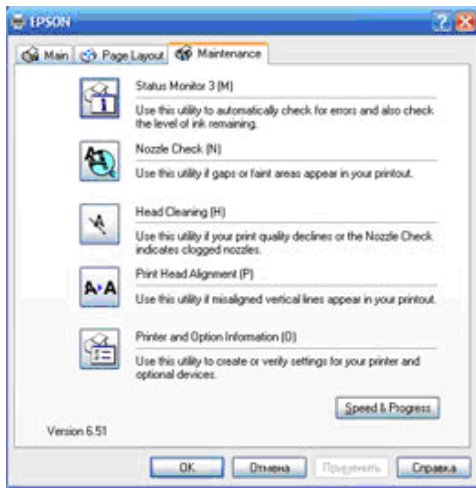 EPSON
Main Page Layout Maintenance
Status Monitor 3 (M)
Use this utility to automatically check for errors and also check
the level of ink remaining.
Nozzle Check (N)
Use this utility if gaps or faint areas appear in your printout.
Head Cleaning (H)
Use this utility if your print quality declines or the Nozzle Check
indicates clogged nozzles.
Print Head Alignment (P)
Use this utility if misaligned vertical lines appear in your printout.
Printer and Option Information (O)
Use this utility to create or verify settings for your printer and
optional devices.
Speed & Progress
Version 6.51
OK Отмена Применить Справка